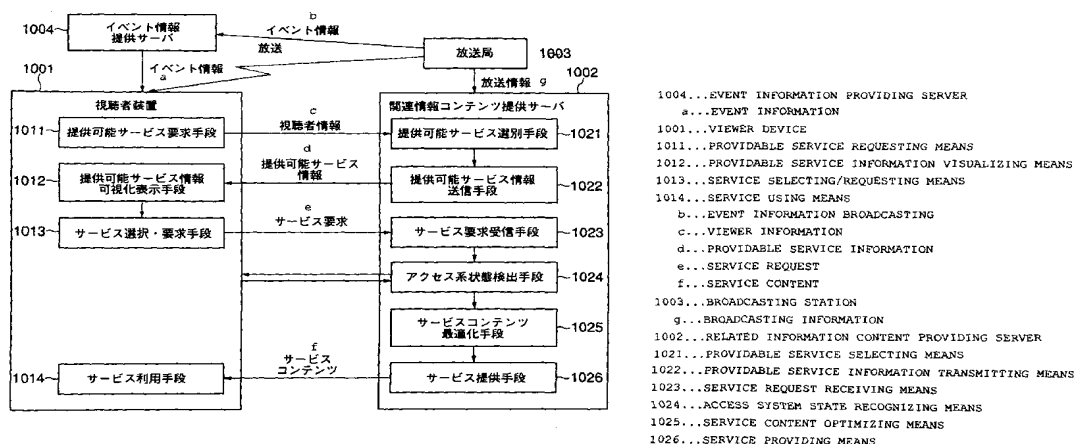 b
イベント情報
1004
イベント情報
提供サーバ
放送
放送局
1003
イベント情報
a
放送情報 g
1001
1002
視聴者装置
関連情報コンテンツ提供サーバ
1011
提供可能サービス要求手段
c
視聴者情報
提供可能サービス選別手段
1021
d
提供可能サービス
情報
1012
提供可能サービス情報
可視化表示手段
提供可能サービス情報
送信手段
1022
e
サービス要求
1013
サービス選択・要求手段
サービス要求受信手段
1023
アクセス系状態検出手段
1024
サービスコンテンツ
最適化手段
1025
f
サービス
コンテンツ
1014
サービス利用手段
サービス提供手段
1026
1004...EVENT INFORMATION PROVIDING SERVER
a...EVENT INFORMATION
1001...VIEWER DEVICE
1011...PROVIDABLE SERVICE REQUESTING MEANS
1012...PROVIDABLE SERVICE INFORMATION VISUALIZING MEANS
1013...SERVICE SELECTING/REQUESTING MEANS
1014...SERVICE USING MEANS
b...EVENT INFORMATION BROADCASTING
c...VIEWER INFORMATION
d...PROVIDABLE SERVICE INFORMATION
e...SERVICE REQUEST
f...SERVICE CONTENT
1003...BROADCASTING STATION
g...BROADCASTING INFORMATION
1002...RELATED INFORMATION CONTENT PROVIDING SERVER
1021...PROVIDABLE SERVICE SELECTING MEANS
1022...PROVIDABLE SERVICE INFORMATION TRANSMITTING MEANS
1023...SERVICE REQUEST RECEIVING MEANS
1024...ACCESS SYSTEM STATE RECOGNIZING MEANS
1025...SERVICE CONTENT OPTIMIZING MEANS
1026...SERVICE PROVIDING MEANS